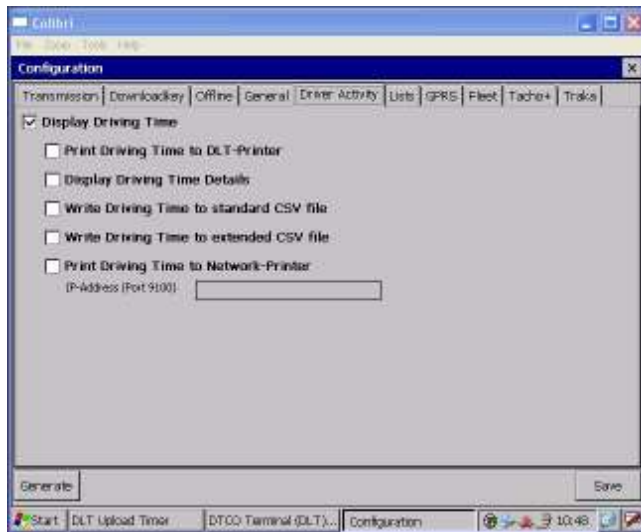 Calibri
File Zoom Tools Help
Configuration
Transmission Downloadkey Offline General Driver Activity Lists GPRS Fleet Tacho+ Traka
Display Driving Time
Print Driving Time to DLT-Printer
Display Driving Time Details
Write Driving Time to standard CSV file
Write Driving Time to extended CSV file
Print Driving Time to Network-Printer
IP-Address (Port 9100)
Generate Save
Start DLT Upload Timer DTCO Terminal (DLT)... Configuration 10:48